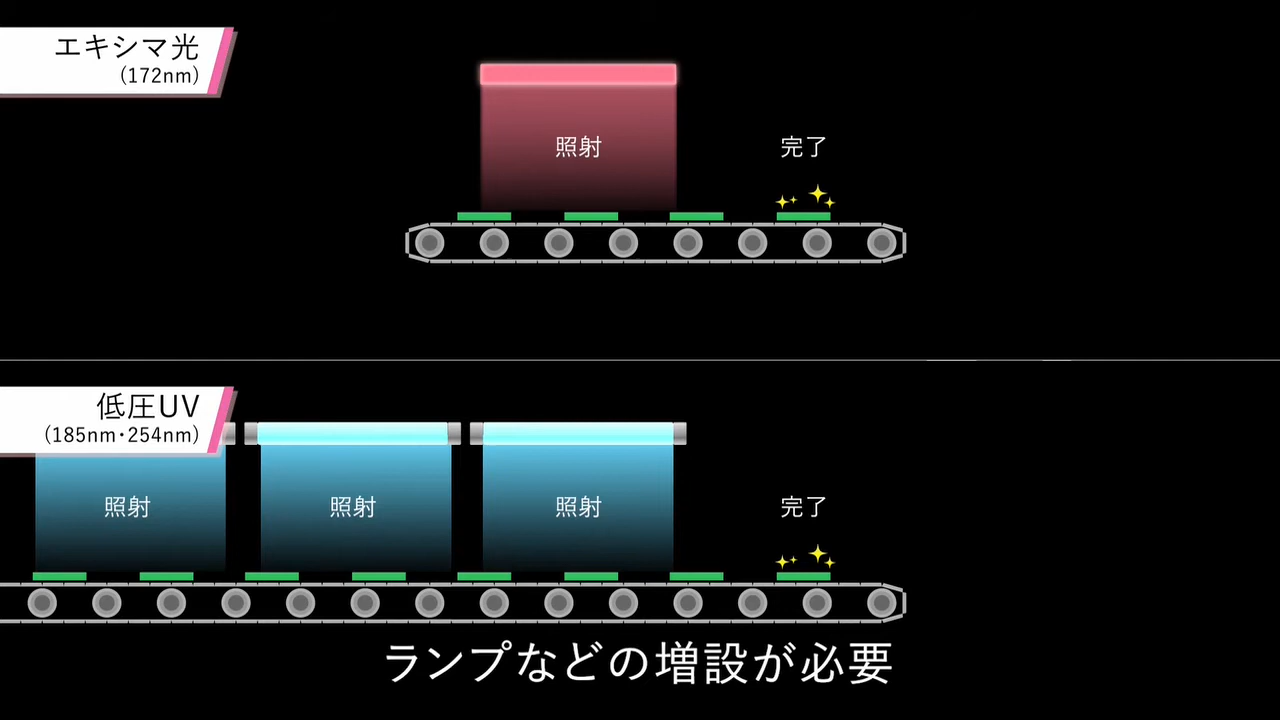 エキシマ光
(172nm)
照射
完了
低圧UV
(185nm・254nm)
照射
照射
照射
完了
ランプなどの増設が必要